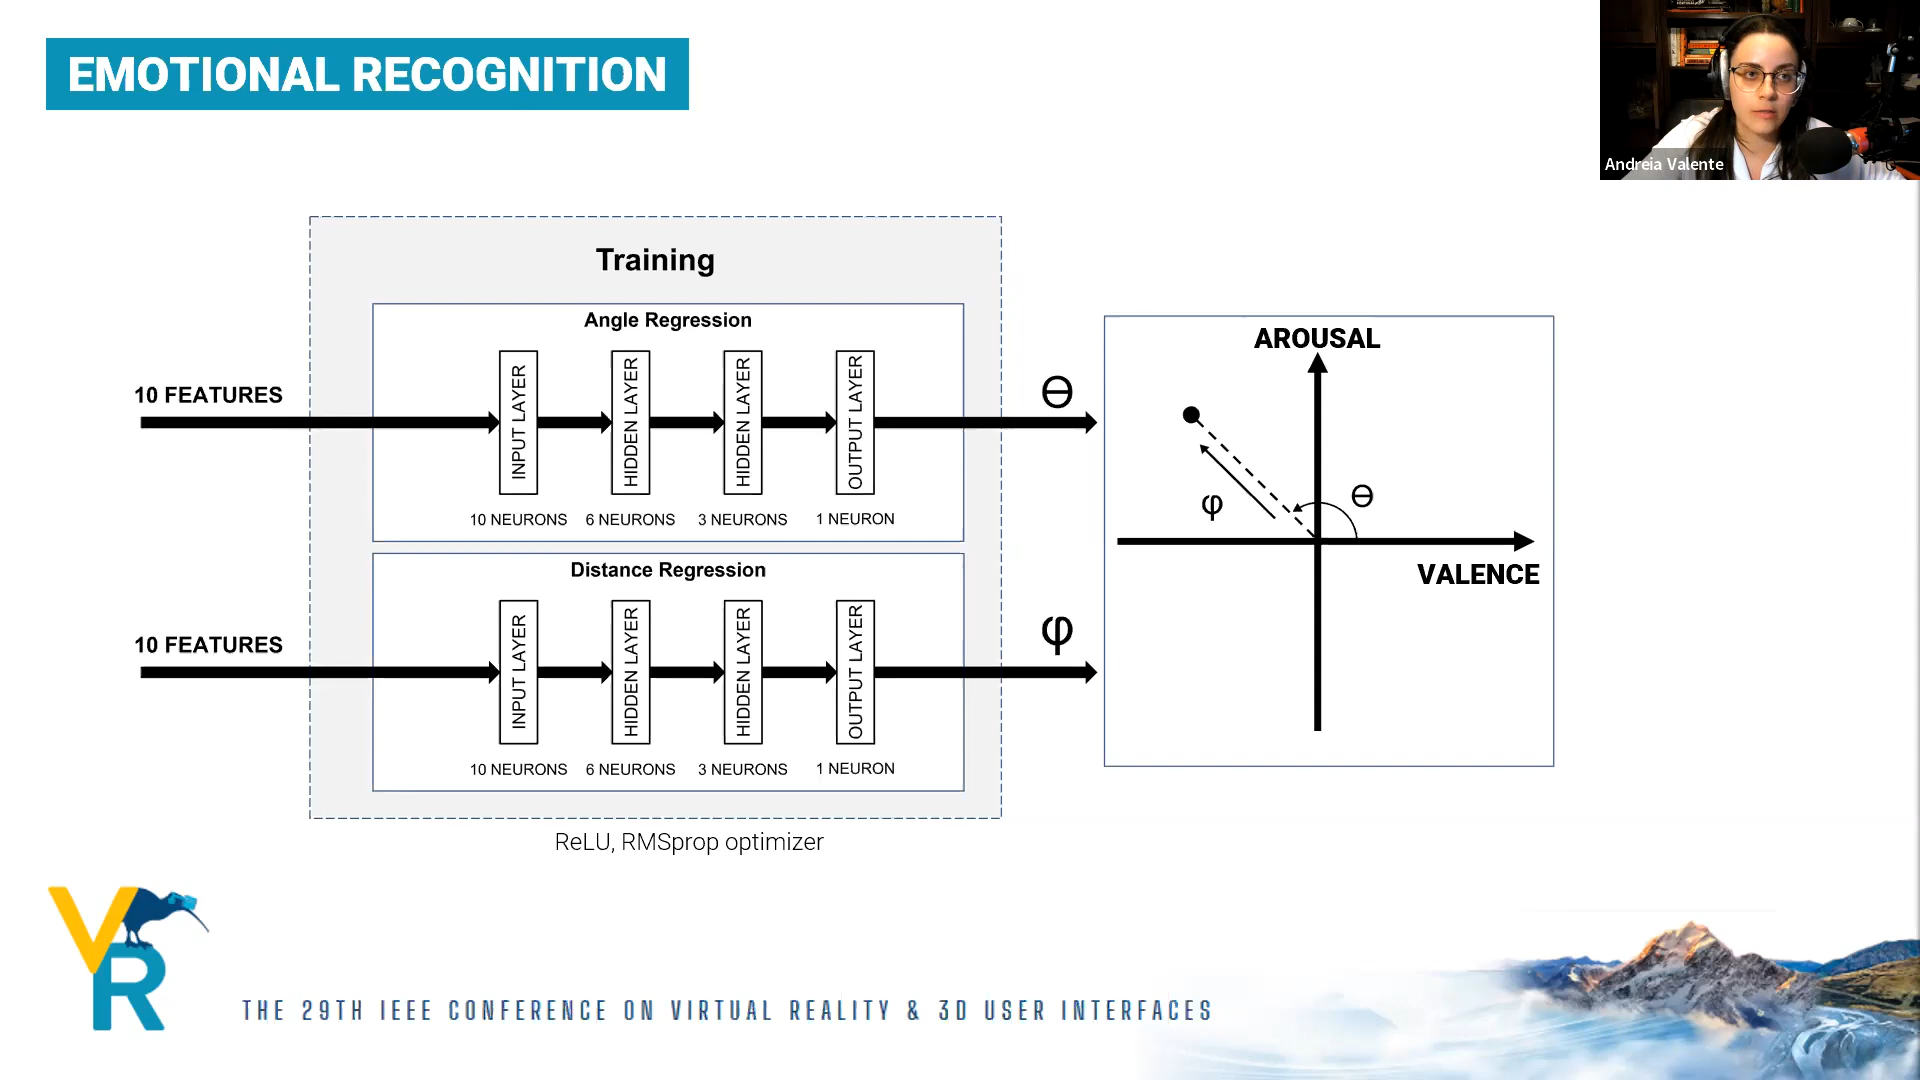 EMOTIONAL RECOGNITION
Andreia Valente
Training
Angle Regression
10 FEATURES
INPUT LAYER
HIDDEN LAYER
HIDDEN LAYER
OUTPUT LAYER
10 NEURONS
6 NEURONS
3 NEURONS
1 NEURON
Θ
Distance Regression
10 FEATURES
INPUT LAYER
HIDDEN LAYER
HIDDEN LAYER
OUTPUT LAYER
10 NEURONS
6 NEURONS
3 NEURONS
1 NEURON
φ
ReLU, RMSprop optimizer
AROUSAL
Θ
φ
VALENCE
VR
THE 29TH IEEE CONFERENCE ON VIRTUAL REALITY & 3D USER INTERFACES